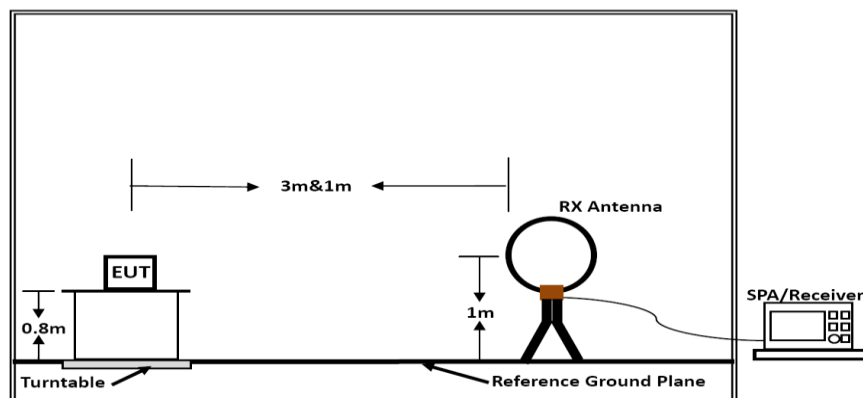 3m&1m
RX Antenna
EUT
SPA/Receiver
1m
0.8m
Turntable
Reference Ground Plane